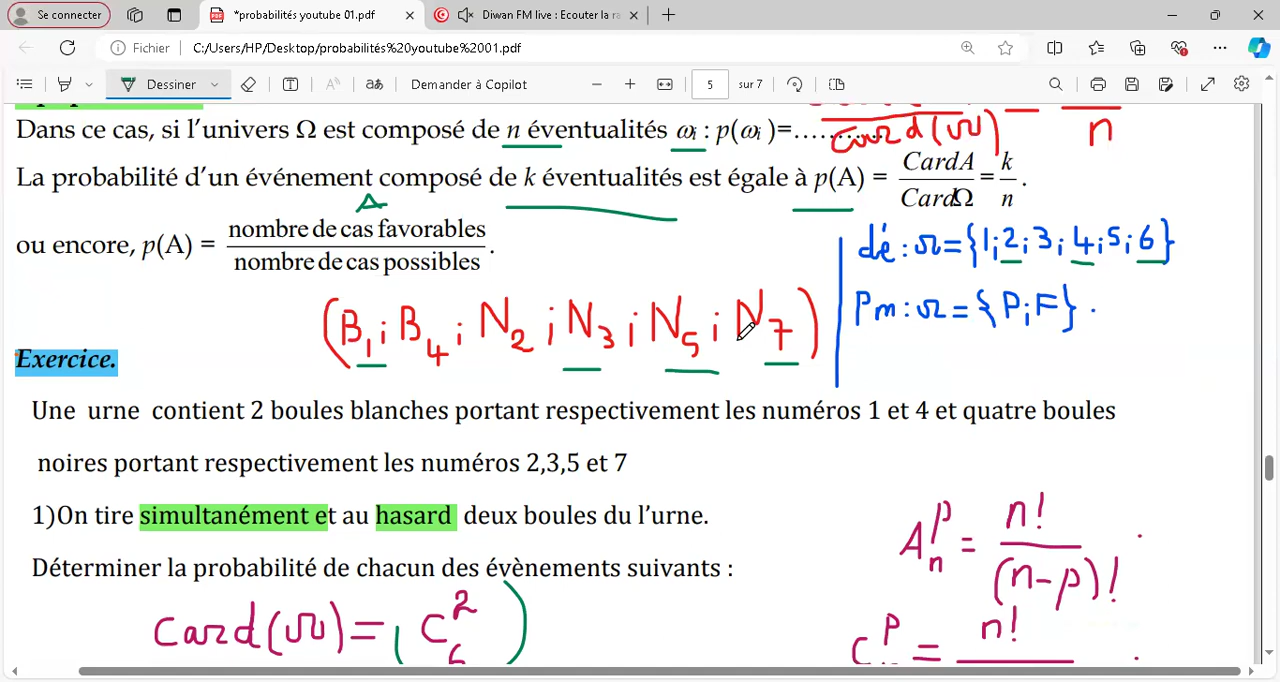 Se connecter
*probabilités youtube 01.pdf
Diwan FM live : Ecouter la ra
Fichier
C:/Users/HP/Desktop/probabilités%20youtube%2001.pdf
Dessiner
Demander à Copilot
5
sur 7
Dans ce cas, si l'univers Ω est composé de n éventualités ωi : p(ωi)=............
card(Ω)
n
La probabilité d'un événement composé de k éventualités est égale à p(A) = CardA / CardΩ = k / n .
A
ou encore, p(A) = nombre de cas favorables / nombre de cas possibles .
dé : Ω = {1;2;3;4;5;6}
Pm : Ω = {P;F} .
(B1 ; B4 ; N2 ; N3 ; N5 ; N7)
Exercice.
Une urne contient 2 boules blanches portant respectivement les numéros 1 et 4 et quatre boules
noires portant respectivement les numéros 2,3,5 et 7
1)On tire simultanément et au hasard deux boules du l'urne.
A_n^p = n! / (n-p)! .
Déterminer la probabilité de chacun des évènements suivants :
Card(Ω) = (C_6^2)
C^p = n!